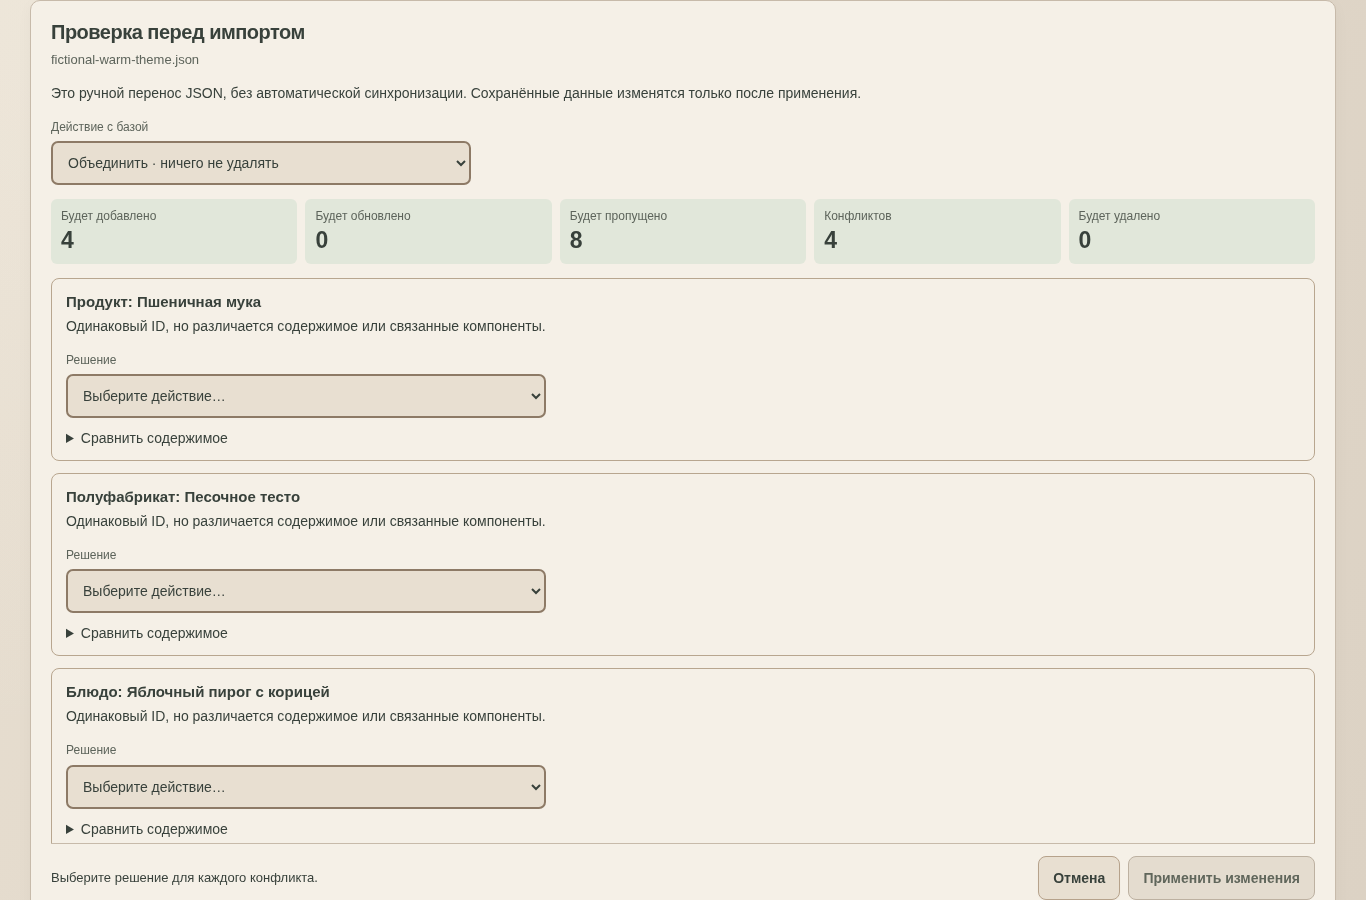 Проверка перед импортом
fictional-warm-theme.json
Это ручной перенос JSON, без автоматической синхронизации. Сохранённые данные изменятся только после применения.
Действие с базой
Объединить · ничего не удалять
Будет добавлено
4
Будет обновлено
0
Будет пропущено
8
Конфликтов
4
Будет удалено
0
Продукт: Пшеничная мука
Одинаковый ID, но различается содержимое или связанные компоненты.
Решение
Выберите действие…
Сравнить содержимое
Полуфабрикат: Песочное тесто
Одинаковый ID, но различается содержимое или связанные компоненты.
Решение
Выберите действие…
Сравнить содержимое
Блюдо: Яблочный пирог с корицей
Одинаковый ID, но различается содержимое или связанные компоненты.
Решение
Выберите действие…
Сравнить содержимое
Выберите решение для каждого конфликта.
Отмена
Применить изменения